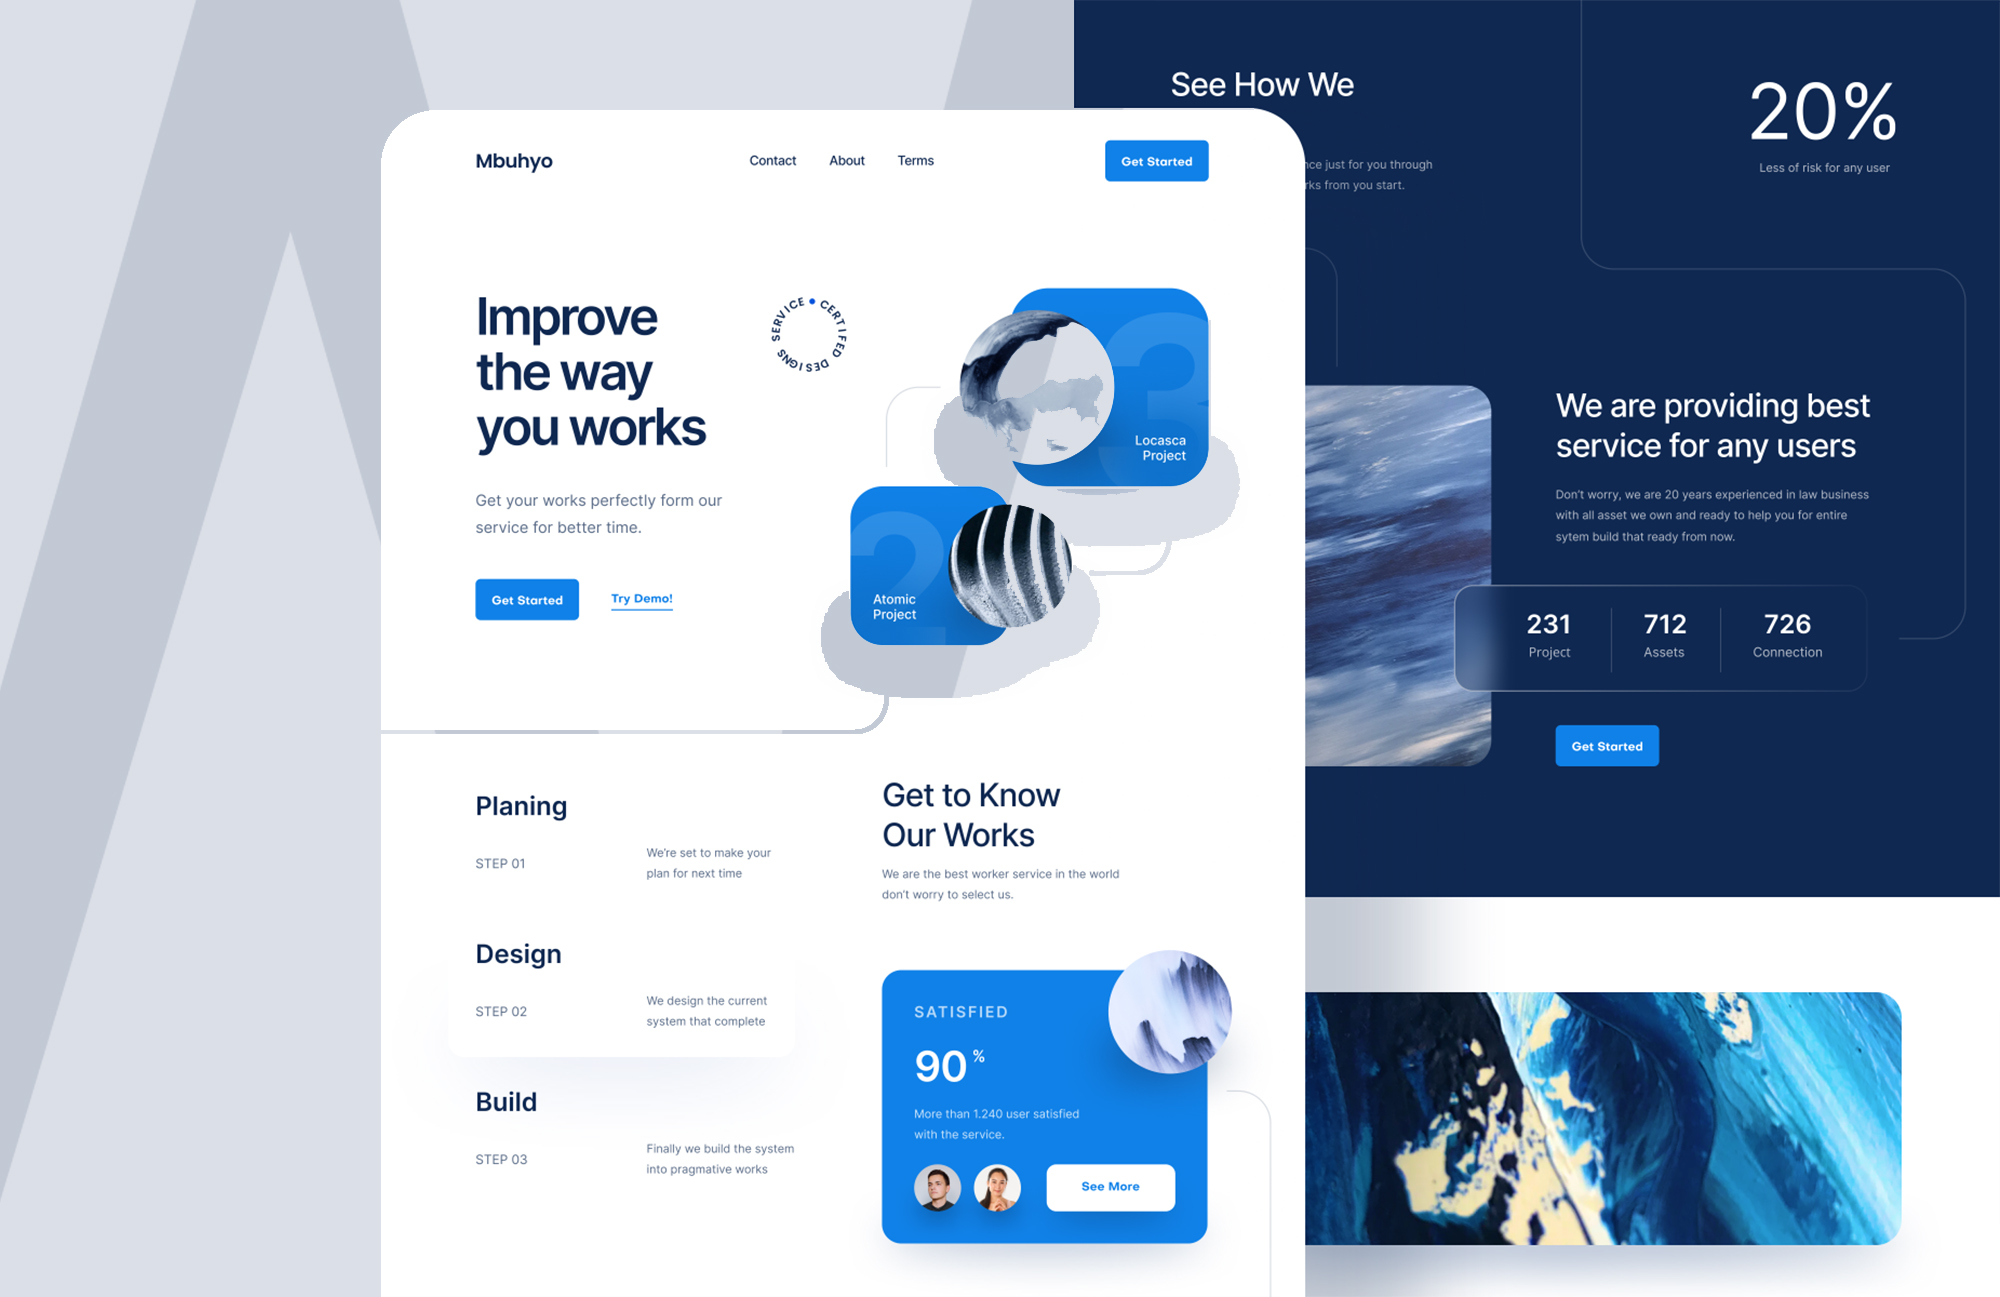 Mbuhyo
Contact
About
Terms
Get Started
Improve
the way
you works
SERVICE • CERTIFED DESIGNS
Get your works perfectly form our
service for better time.
Get Started
Try Demo!
3
Locasca
Project
2
Atomic
Project
Planing
STEP 01
We're set to make your
plan for next time
Design
STEP 02
We design the current
system that complete
Build
STEP 03
Finally we build the system
into pragmative works
Get to Know
Our Works
We are the best worker service in the world
don't worry to select us.
SATISFIED
90%
More than 1.240 user satisfied
with the service.
See More
See How We
just for you through
from you start.
20%
Less of risk for any user
We are providing best
service for any users
Don't worry, we are 20 years experienced in law business
with all asset we own and ready to help you for entire
sytem build that ready from now.
231
Project
712
Assets
726
Connection
Get Started